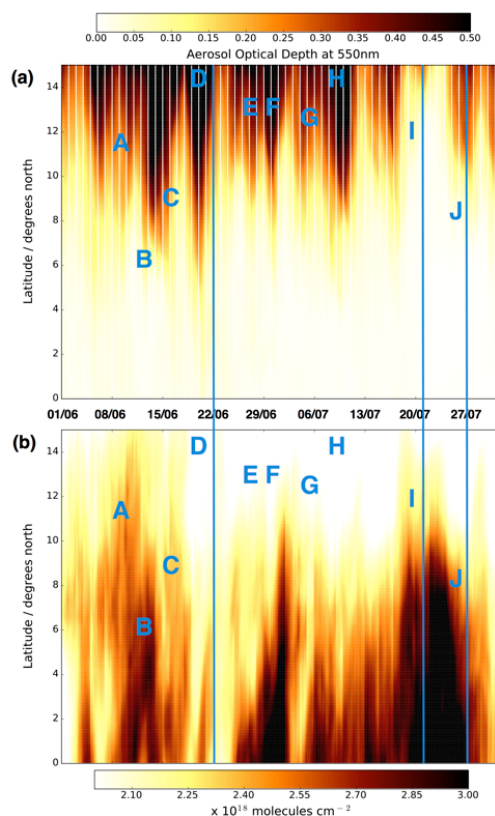 0.00 0.05 0.10 0.15 0.20 0.25 0.30 0.35 0.40 0.45 0.50
Aerosol Optical Depth at 550nm
(a)
Latitude / degrees north
14
12
10
8
6
4
2
0
A
B
C
D
E
F
G
H
I
J
01/06 08/06 15/06 22/06 29/06 06/07 13/07 20/07 27/07
(b)
Latitude / degrees north
14
12
10
8
6
4
2
0
A
B
C
D
E
F
G
H
I
J
2.10 2.25 2.40 2.55 2.70 2.85 3.00
x 10¹⁸ molecules cm⁻²